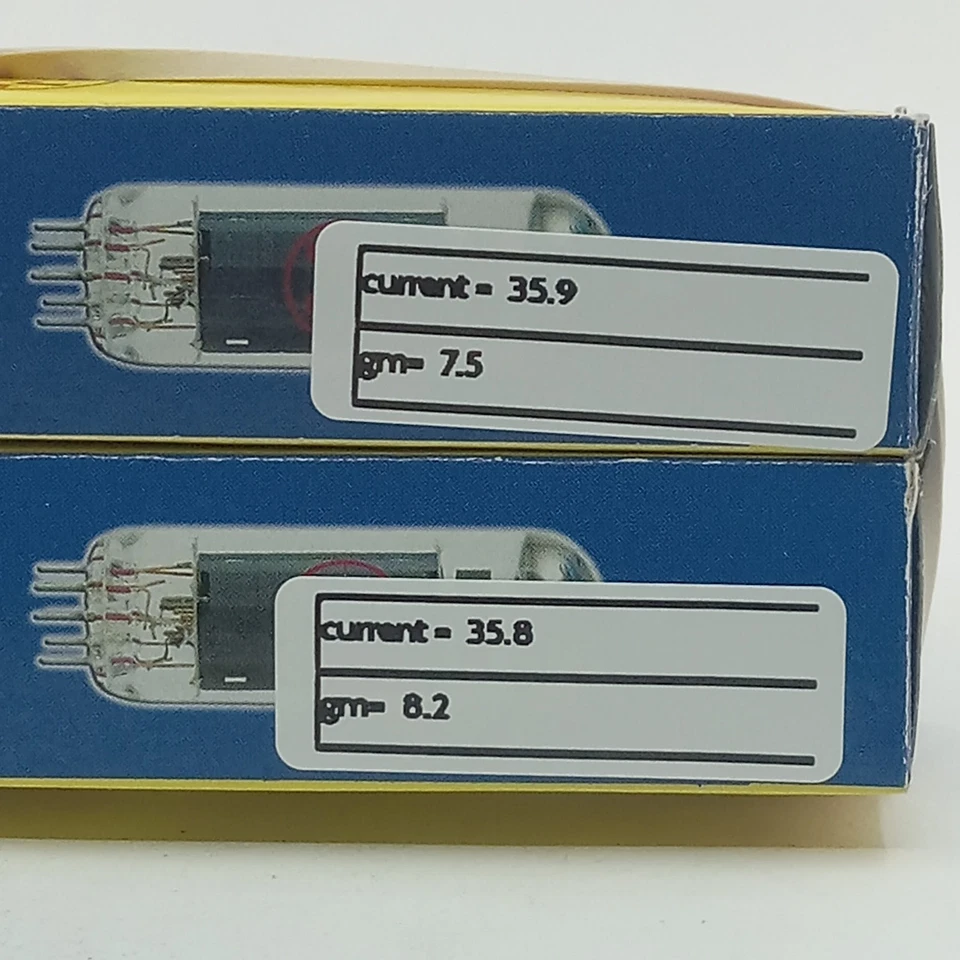 current = 35.9
gm= 7.5
current = 35.8
gm= 8.2